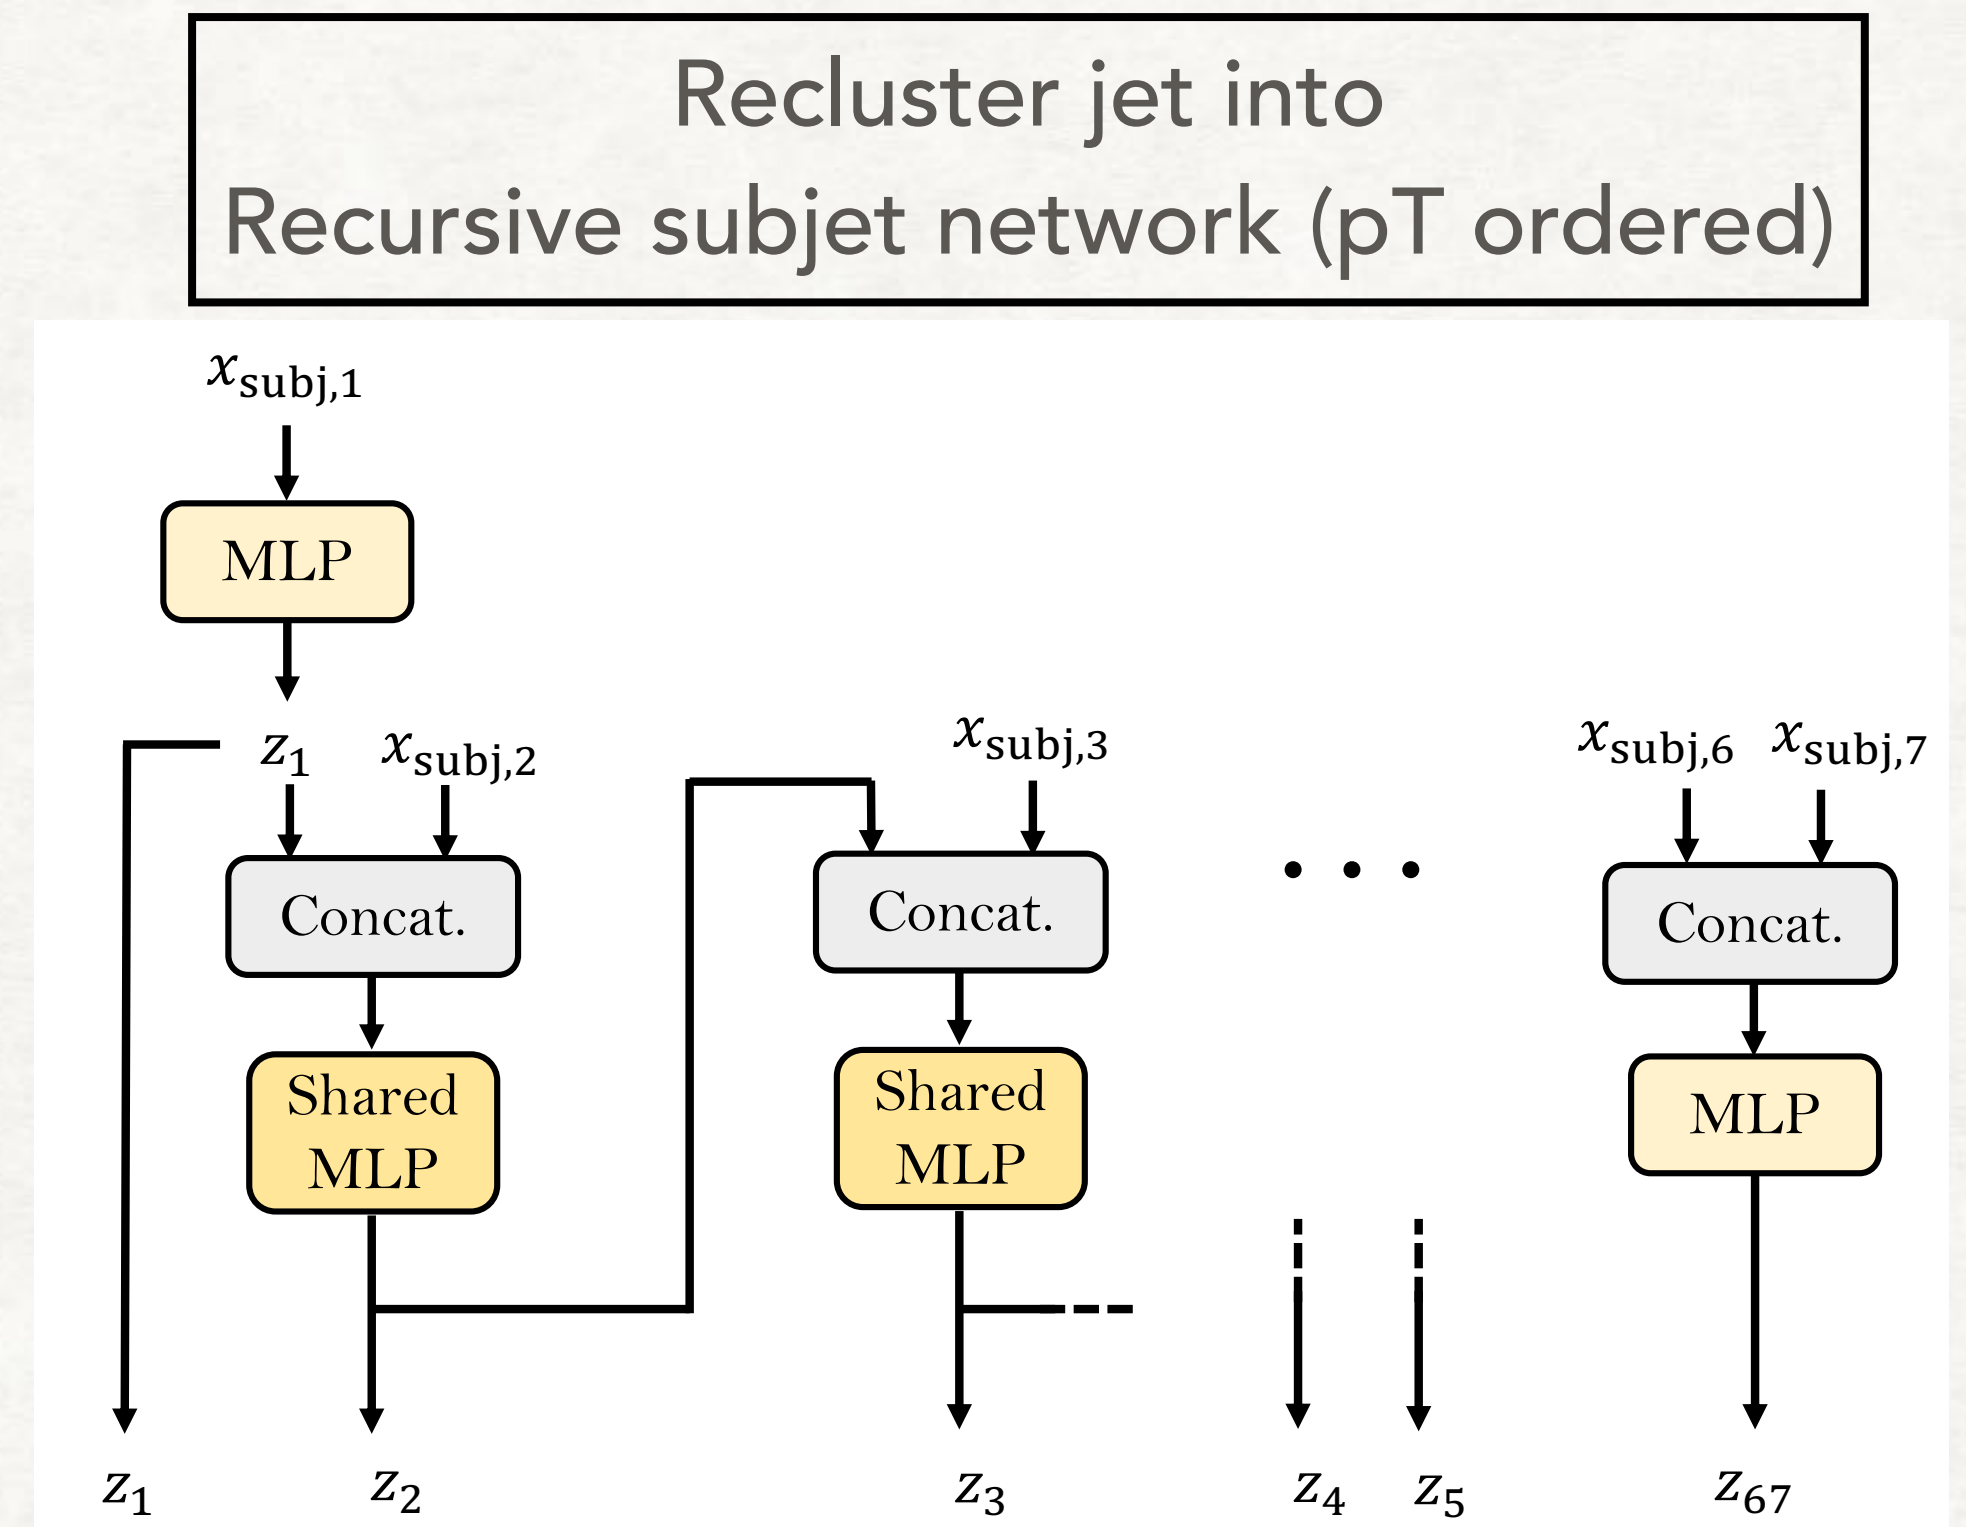 Recluster jet into
Recursive subjet network (pT ordered)
x_subj,1
MLP
z_1 x_subj,2 x_subj,3 x_subj,6 x_subj,7
Concat. Concat. • • • Concat.
Shared MLP Shared MLP MLP
z_1 z_2 z_3 z_4 z_5 z_67